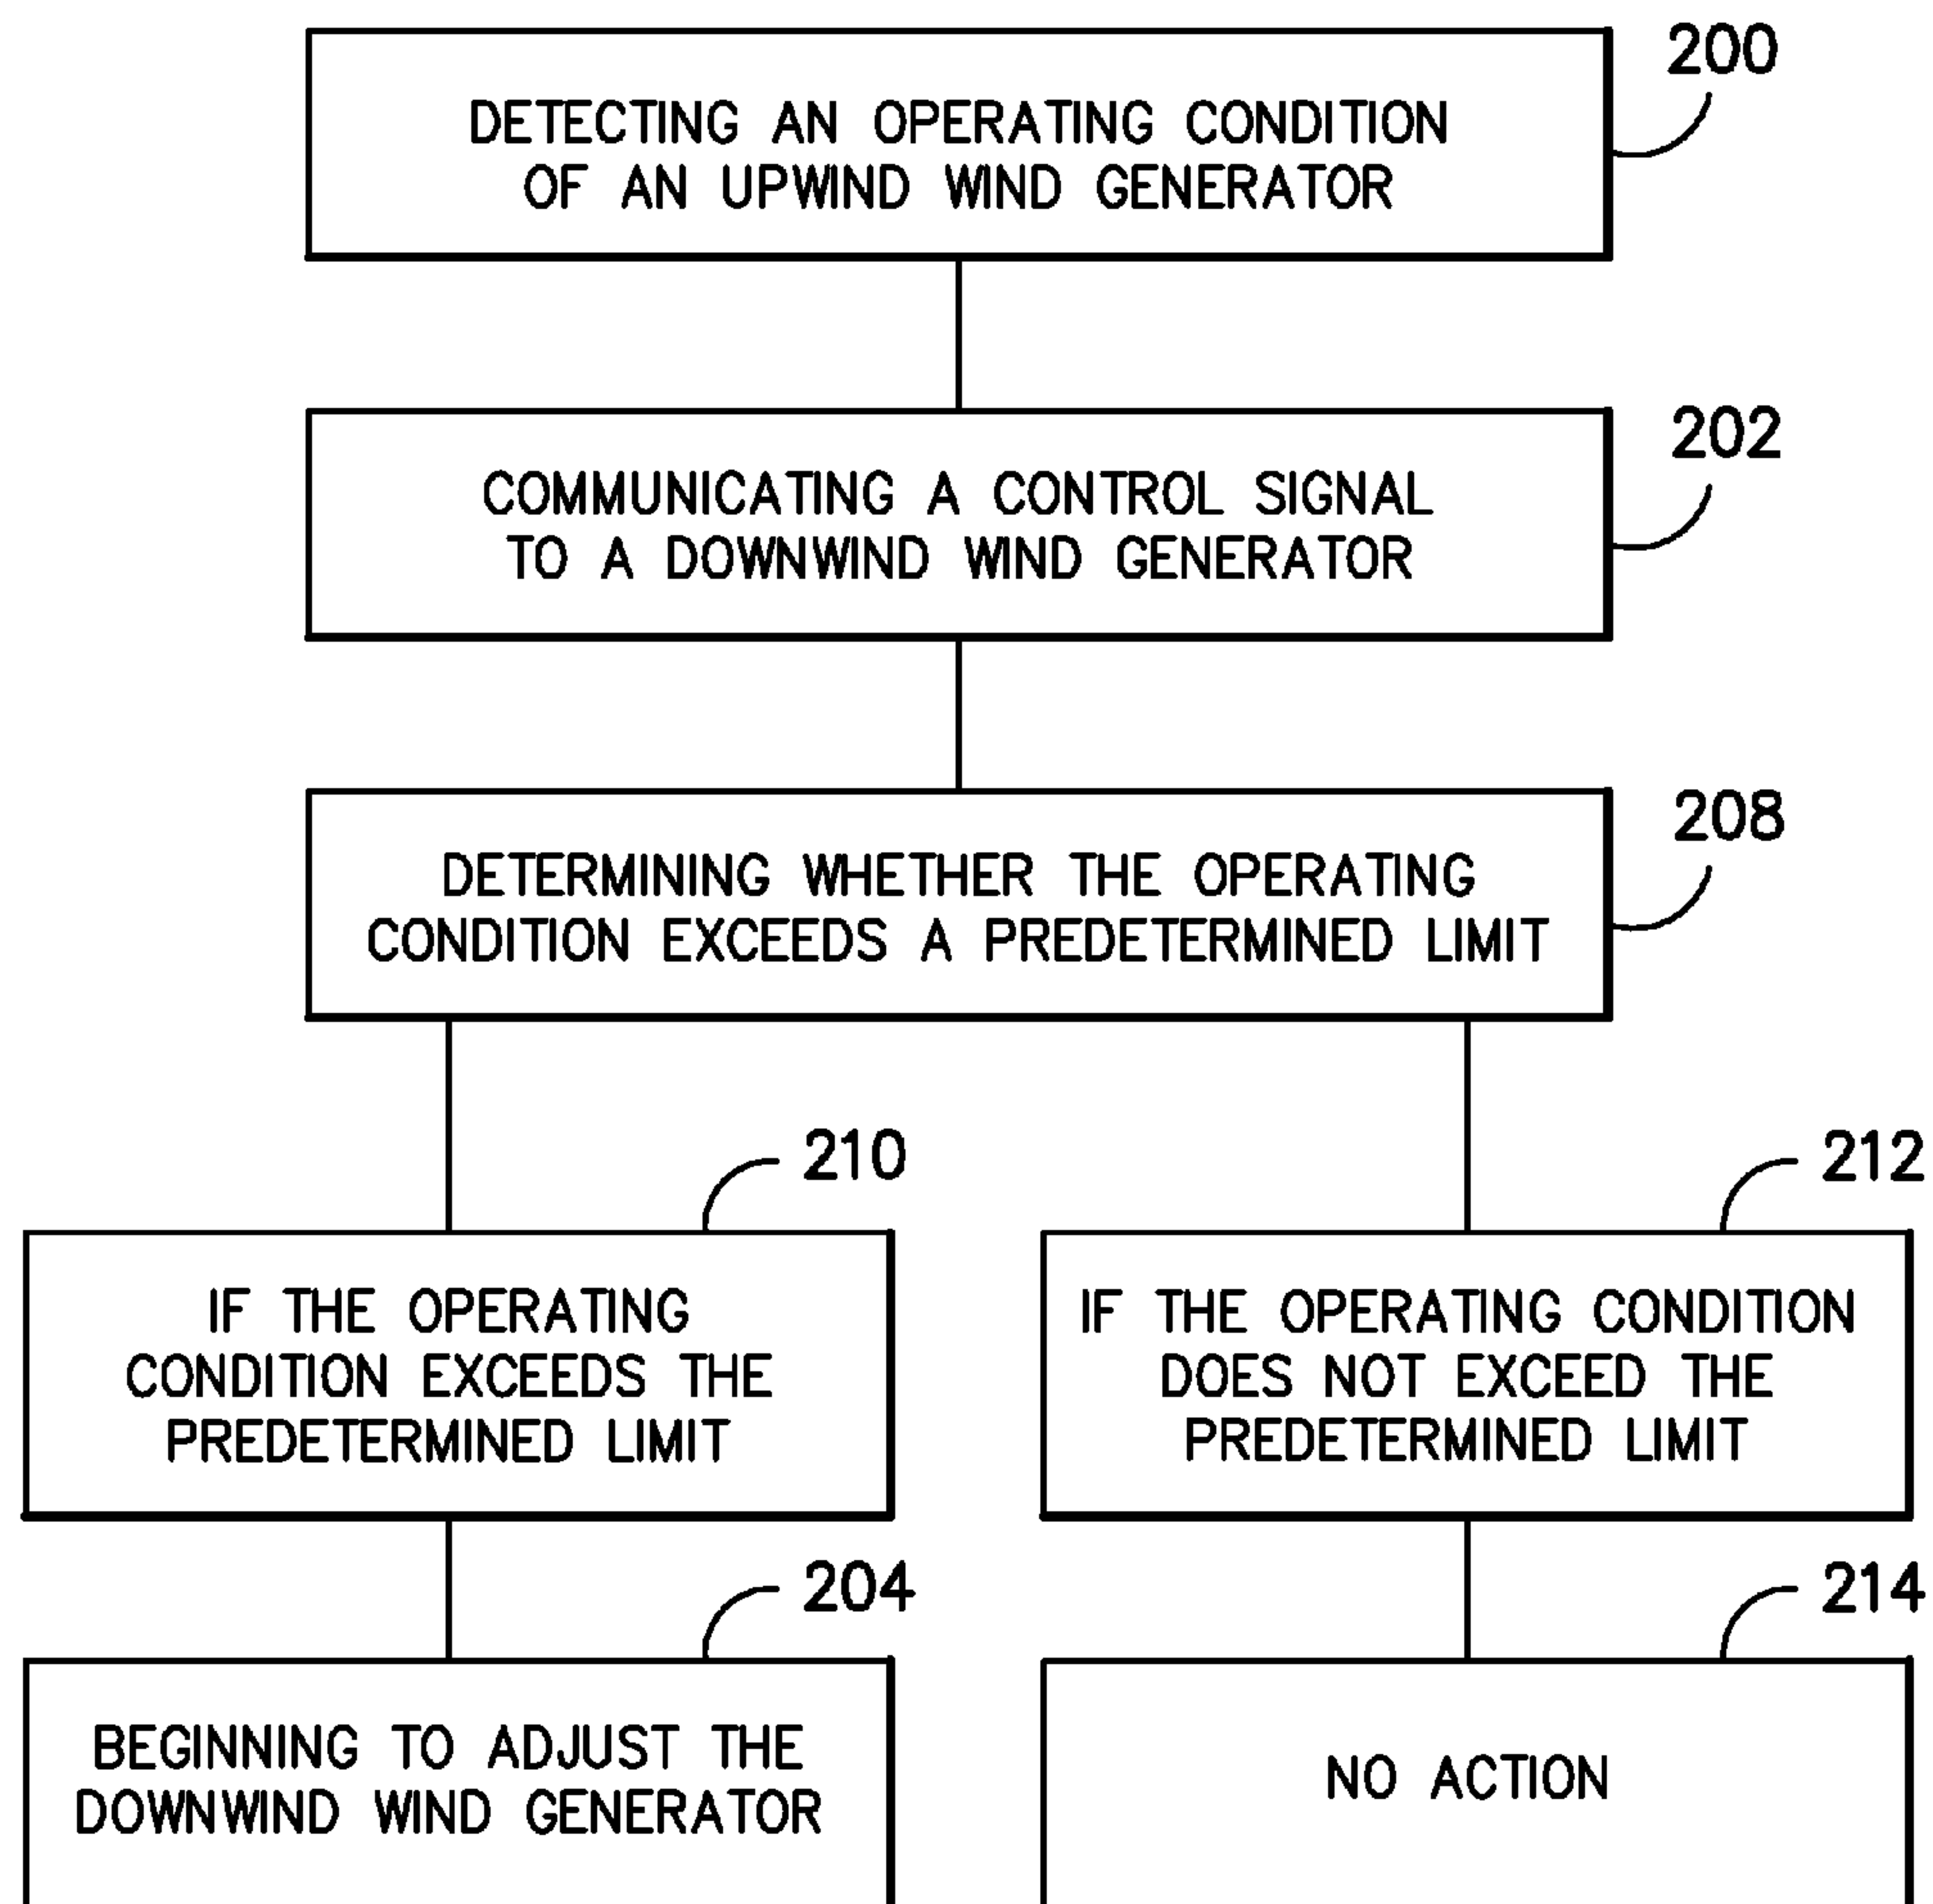 200
DETECTING AN OPERATING CONDITION
OF AN UPWIND WIND GENERATOR
202
COMMUNICATING A CONTROL SIGNAL
TO A DOWNWIND WIND GENERATOR
208
DETERMINING WHETHER THE OPERATING
CONDITION EXCEEDS A PREDETERMINED LIMIT
210
IF THE OPERATING
CONDITION EXCEEDS THE
PREDETERMINED LIMIT
212
IF THE OPERATING CONDITION
DOES NOT EXCEED THE
PREDETERMINED LIMIT
204
BEGINNING TO ADJUST THE
DOWNWIND WIND GENERATOR
214
NO ACTION